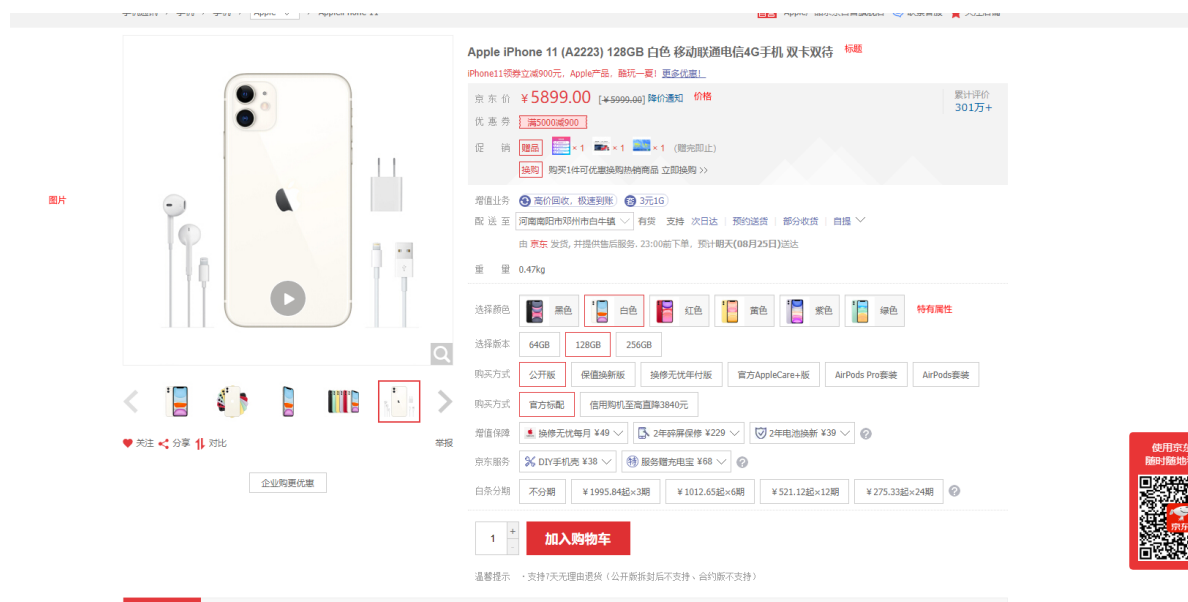 Apple iPhone 11 (A2223) 128GB 白色 移动联通电信4G手机 双卡双待 标题
iPhone11领券立减900元，Apple产品，酷玩一夏！更多优惠！
京东价 ￥5899.00 [￥5999.00] 降价通知 价格
累计评价
301万+
优惠券 满5000减900
促销 赠品 ×1 ×1 ×1 (赠完即止)
换购 购买1件可优惠换购热销商品 立即换购 >>
图片
增值业务 高价回收，极速到账 3元1G
配送至 河南南阳市邓州市白牛镇 有货 支持 次日达 预约送货 部分收货 自提
由 京东 发货, 并提供售后服务. 23:00前下单，预计明天(08月25日)送达
重量 0.47kg
选择颜色 黑色 白色 红色 黄色 紫色 绿色 特有属性
选择版本 64GB 128GB 256GB
购买方式 公开版 保值换新版 换修无忧年付版 官方AppleCare+版 AirPods Pro套装 AirPods套装
购买方式 官方标配 信用购机至高直降3840元
增值保障 换修无忧每月 ¥49 2年碎屏保修 ¥229 2年电池换新 ¥39
关注 分享 对比 举报
京东服务 DIY手机壳 ¥38 服务赠充电宝 ¥68
企业购更优惠
白条分期 不分期 ￥1995.84起×3期 ￥1012.65起×6期 ￥521.12起×12期 ￥275.33起×24期
1 + - 加入购物车
温馨提示 ·支持7天无理由退货（公开版拆封后不支持、合约版不支持）
使用京东
随时随地
京东